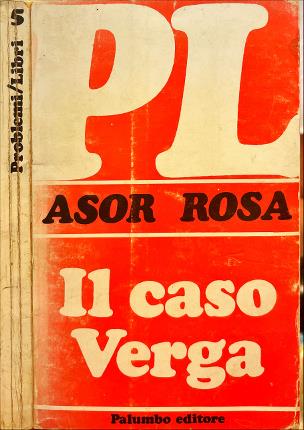 Problemi/Libri 5
PL
ASOR ROSA
Il caso
Verga
Palumbo editore